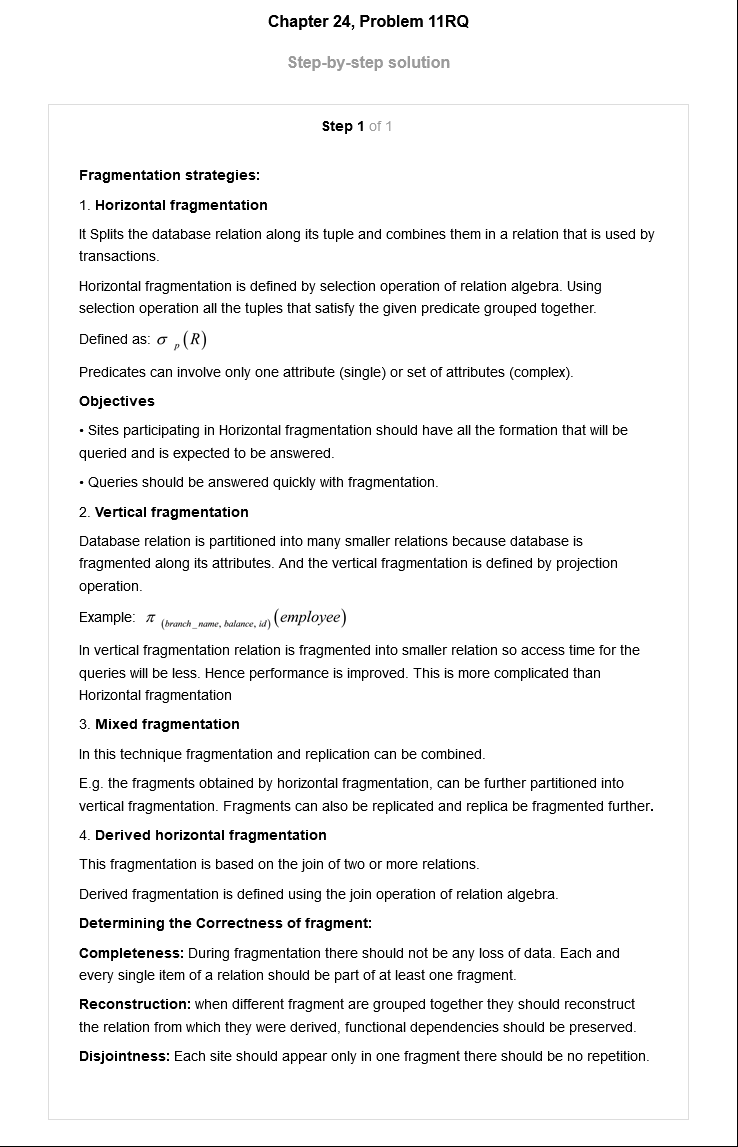 Chapter 24, Problem 11RQ
Step-by-step solution
Step 1 of 1
Fragmentation strategies:
1. Horizontal fragmentation
It Splits the database relation along its tuple and combines them in a relation that is used by
transactions.
Horizontal fragmentation is defined by selection operation of relation algebra. Using
selection operation all the tuples that satisfy the given predicate grouped together.
Defined as: σ p (R)
Predicates can involve only one attribute (single) or set of attributes (complex).
Objectives
• Sites participating in Horizontal fragmentation should have all the formation that will be
queried and is expected to be answered.
• Queries should be answered quickly with fragmentation.
2. Vertical fragmentation
Database relation is partitioned into many smaller relations because database is
fragmented along its attributes. And the vertical fragmentation is defined by projection
operation.
Example: π (branch_name, balance, id) (employee)
In vertical fragmentation relation is fragmented into smaller relation so access time for the
queries will be less. Hence performance is improved. This is more complicated than
Horizontal fragmentation
3. Mixed fragmentation
In this technique fragmentation and replication can be combined.
E.g. the fragments obtained by horizontal fragmentation, can be further partitioned into
vertical fragmentation. Fragments can also be replicated and replica be fragmented further.
4. Derived horizontal fragmentation
This fragmentation is based on the join of two or more relations.
Derived fragmentation is defined using the join operation of relation algebra.
Determining the Correctness of fragment:
Completeness: During fragmentation there should not be any loss of data. Each and
every single item of a relation should be part of at least one fragment.
Reconstruction: when different fragment are grouped together they should reconstruct
the relation from which they were derived, functional dependencies should be preserved.
Disjointness: Each site should appear only in one fragment there should be no repetition.